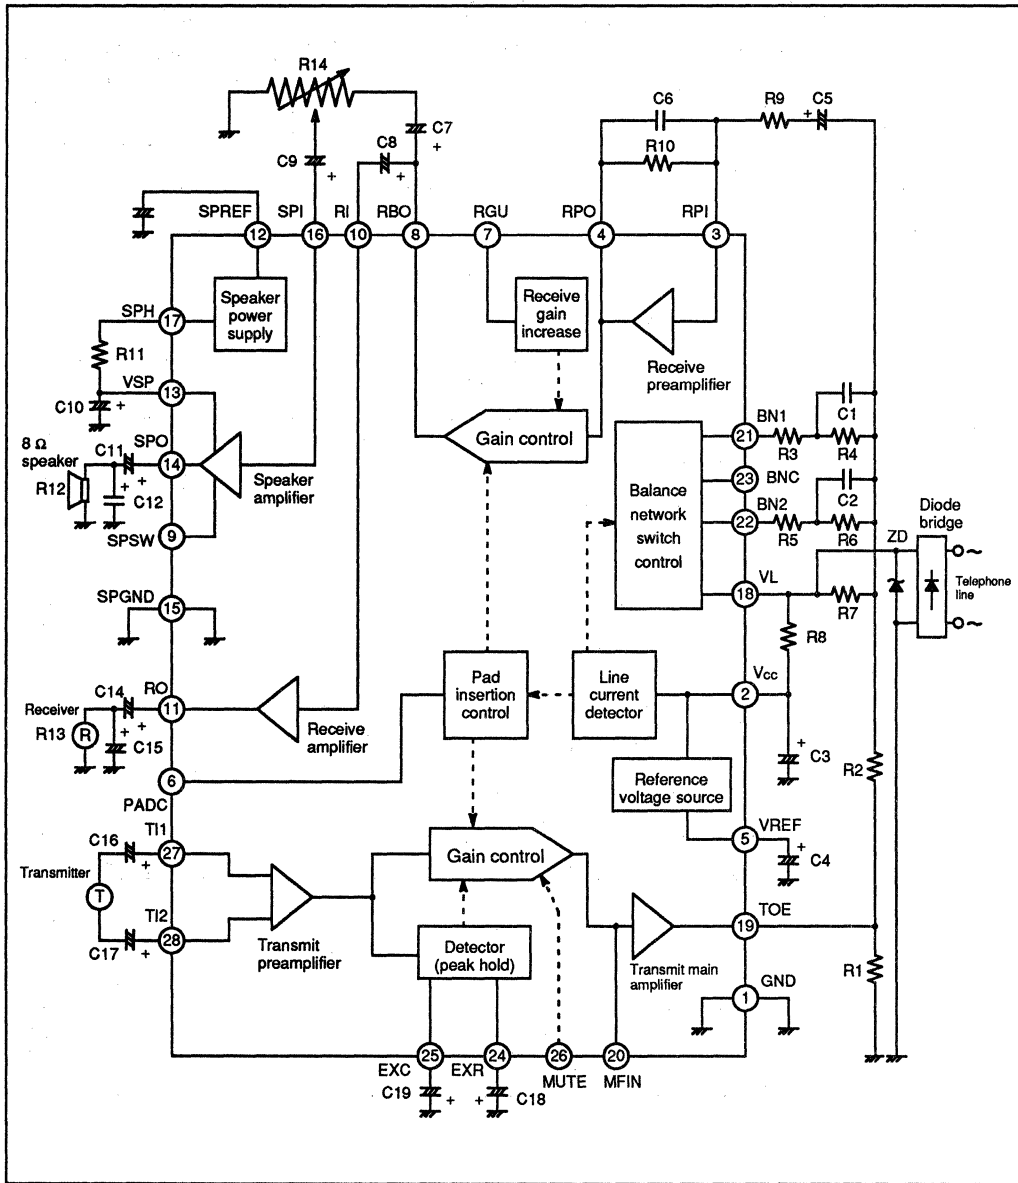 R14
C6
R9
C5
+
C7
+
C8
+
C9
+
R10
SPREF
SPI
RI
RBO
RGU
RPO
RPI
12
16
10
8
7
4
3
Speaker
power
supply
Receive
gain
increase
Receive
preamplifier
SPH
17
R11
VSP
13
C10
+
8 Ω
speaker
R12
C11
+
SPO
14
+
C12
Speaker
amplifier
SPSW
9
Gain control
Balance
network
switch
control
BN1
21
R3
C1
R4
BNC
23
BN2
22
R5
C2
R6
Diode
bridge
ZD
~
Telephone
line
~
VL
18
R7
R8
SPGND
15
Receiver
R13
R
C14
+
RO
11
+
C15
Receive
amplifier
Pad
insertion
control
Line
current
detector
Vcc
2
+
C3
R2
6
PADC
Reference
voltage source
VREF
5
+
C4
TI1
C16
+
27
Transmitter
T
TI2
C17
+
28
Transmit
preamplifier
Gain control
Detector
(peak hold)
Transmit main
amplifier
TOE
19
R1
GND
1
25
24
26
20
EXC
EXR
MUTE
MFIN
C19
+
+
C18